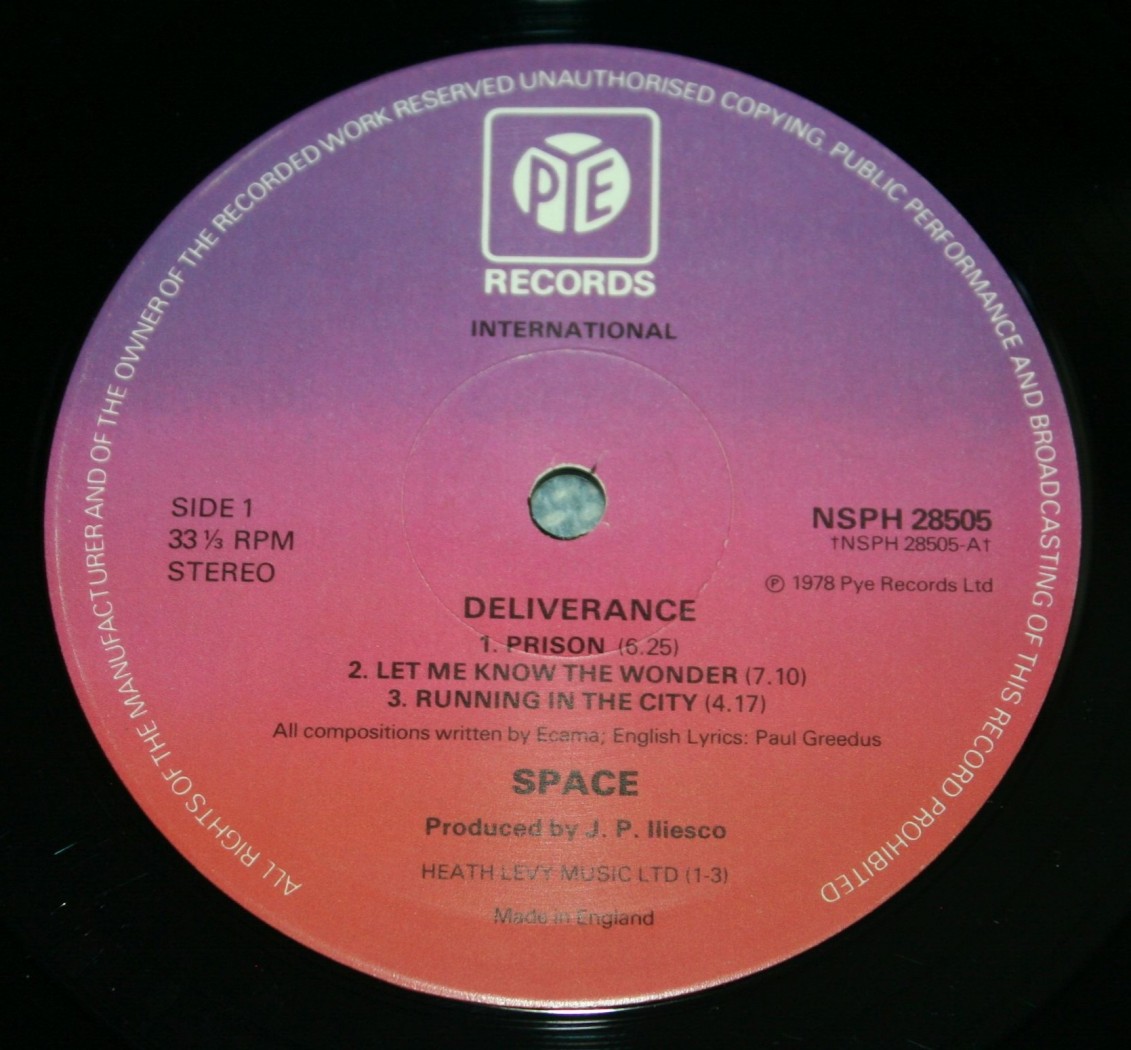 ALL RIGHTS OF THE MANUFACTURER AND OF THE OWNER OF THE RECORDED WORK RESERVED UNAUTHORISED COPYING. PUBLIC PERFORMANCE AND BROADCASTING OF THIS RECORD PROHIBITED
PYE
RECORDS
INTERNATIONAL
SIDE 1
33 ⅓ RPM
STEREO
NSPH 28505
†NSPH 28505-A†
℗ 1978 Pye Records Ltd
DELIVERANCE
1. PRISON (6.25)
2. LET ME KNOW THE WONDER (7.10)
3. RUNNING IN THE CITY (4.17)
All compositions written by Ecama; English Lyrics: Paul Greedus
SPACE
Produced by J. P. Iliesco
HEATH LEVY MUSIC LTD (1-3)
Made in England